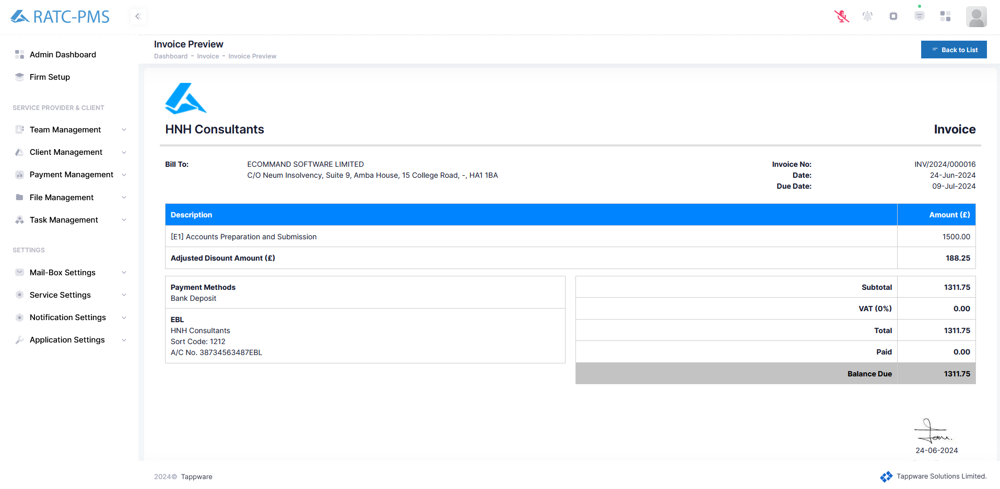 RATC-PMS
Admin Dashboard
Firm Setup
SERVICE PROVIDER & CLIENT
Team Management
Client Management
Payment Management
File Management
Task Management
SETTINGS
Mail-Box Settings
Service Settings
Notification Settings
Application Settings
Invoice Preview
Dashboard - Invoice - Invoice Preview
Back to List
HNH Consultants
Invoice
Bill To:
ECOMMAND SOFTWARE LIMITED
C/O Neum Insolvency, Suite 9, Amba House, 15 College Road, -, HA1 1BA
Invoice No: INV/2024/000016
Date: 24-Jun-2024
Due Date: 09-Jul-2024
Description Amount (£)
[E1] Accounts Preparation and Submission 1500.00
Adjusted Disount Amount (£) 188.25
Payment Methods
Bank Deposit
EBL
HNH Consultants
Sort Code: 1212
A/C No. 38734563487EBL
Subtotal 1311.75
VAT (0%) 0.00
Total 1311.75
Paid 0.00
Balance Due 1311.75
24-06-2024
2024© Tappware
Tappware Solutions Limited.